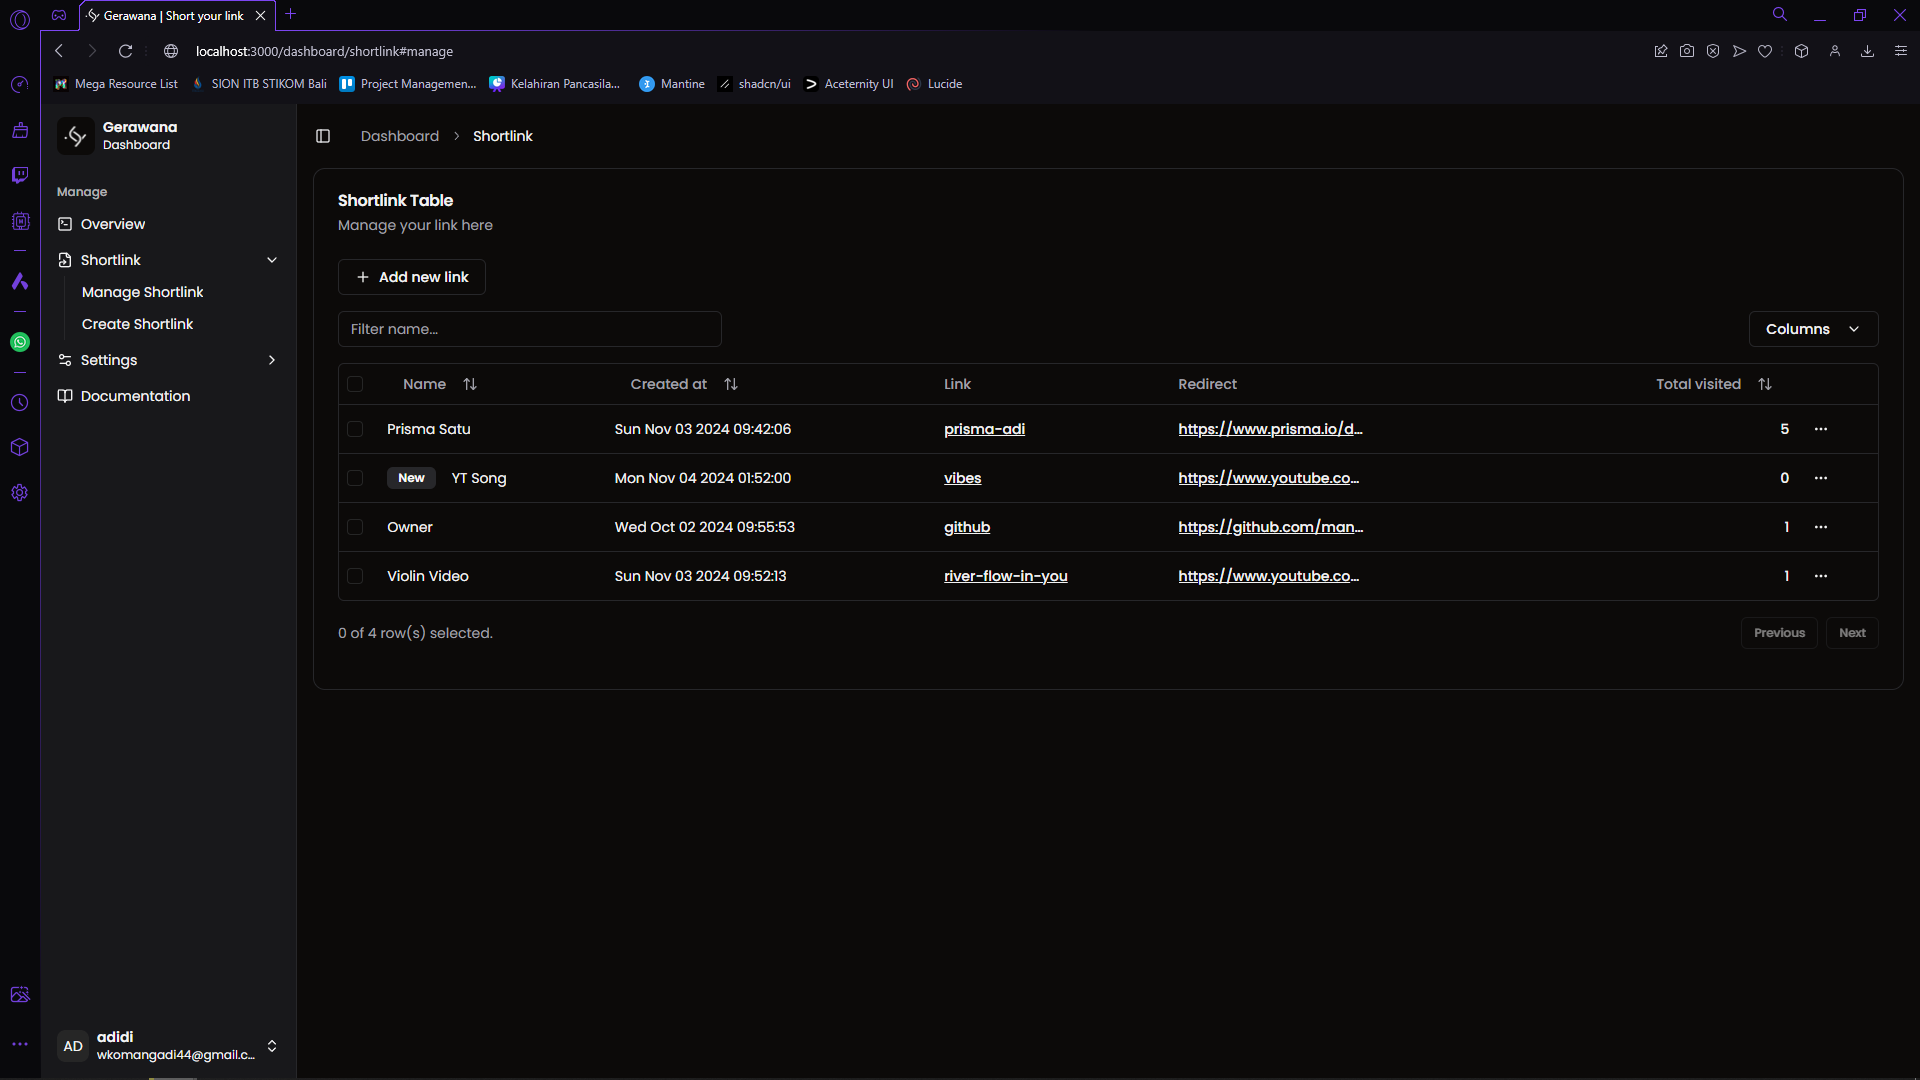 Gerawana | Short your link
localhost:3000/dashboard/shortlink#manage
Mega Resource List
SION ITB STIKOM Bali
Project Managemen...
Kelahiran Pancasila...
Mantine
shadcn/ui
Aceternity UI
Lucide
Gerawana
Dashboard
Manage
Overview
Shortlink
Manage Shortlink
Create Shortlink
Settings
Documentation
adidi
AD
wkomangadi44@gmail.c...
Dashboard > Shortlink
Shortlink Table
Manage your link here
+ Add new link
Filter name...
Columns
Name Created at Link Redirect Total visited
Prisma Satu Sun Nov 03 2024 09:42:06 prisma-adi https://www.prisma.io/d... 5 ...
New YT Song Mon Nov 04 2024 01:52:00 vibes https://www.youtube.co... 0 ...
Owner Wed Oct 02 2024 09:55:53 github https://github.com/man... 1 ...
Violin Video Sun Nov 03 2024 09:52:13 river-flow-in-you https://www.youtube.co... 1 ...
0 of 4 row(s) selected.
Previous Next